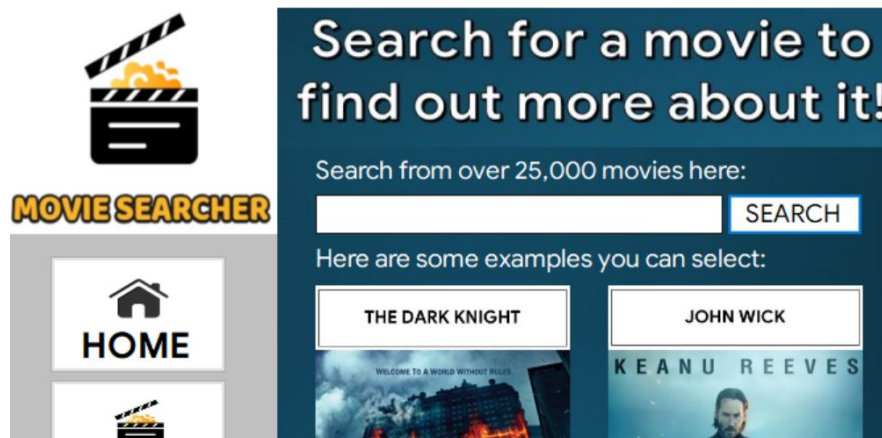 MOVIE SEARCHER
HOME
Search for a movie to
find out more about it!
Search from over 25,000 movies here:
SEARCH
Here are some examples you can select:
THE DARK KNIGHT
JOHN WICK
WELCOME TO A WORLD WITHOUT RULES.
KEANU REEVES